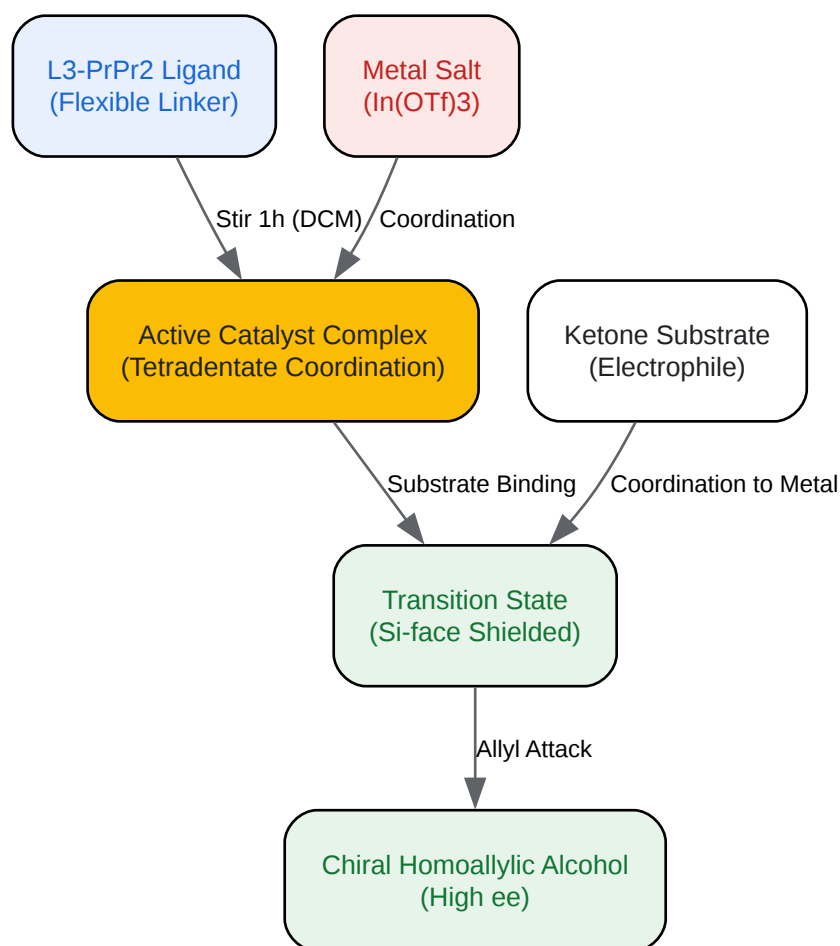 L3-PrPr2 Ligand
(Flexible Linker)
Metal Salt
(In(OTf)3)
Stir 1h (DCM)
Coordination
Active Catalyst Complex
(Tetradentate Coordination)
Ketone Substrate
(Electrophile)
Substrate Binding
Coordination to Metal
Transition State
(Si-face Shielded)
Allyl Attack
Chiral Homoallylic Alcohol
(High ee)